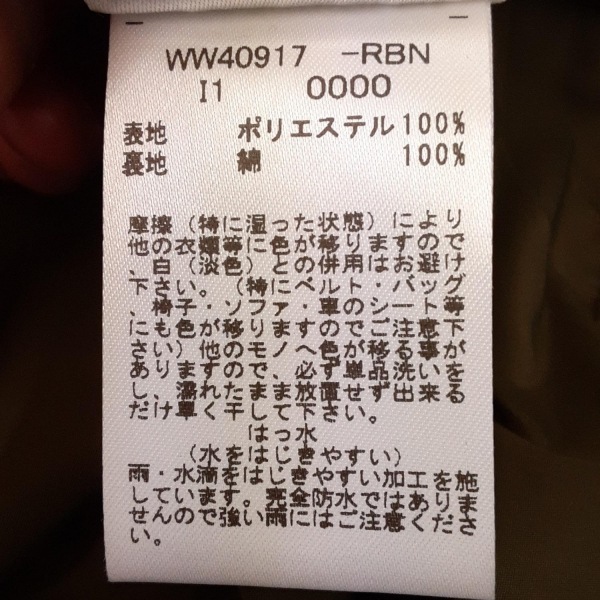 WW40917 -RBN
I1 0000
表地 ポリエステル100%
裏地 綿 100%
摩擦(特に湿った状態)により
他の衣類等に色が移りますので
、白(淡色)との併用はお避け
下さい。(特にベルト・バッグ
、椅子・ソファ・車のシート等
にも色が移りますのでご注意下
さい)他のモノへ色が移る事が
ありますので、必ず単品洗いを
し、濡れたまま放置せず出来る
だけ早く干して下さい。
はっ水
(水をはじきやすい)
雨・水滴をはじきやすい加工を施
しています。完全防水ではありま
せんので強い雨にはご注意くださ
い。